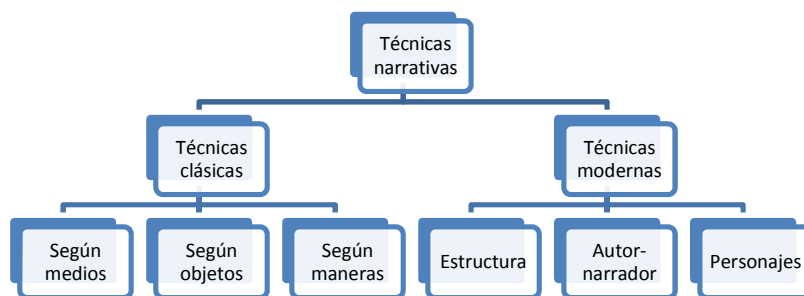 Técnicas
narrativas
Técnicas
clásicas
Técnicas
modernas
Según
medios
Según
objetos
Según
maneras
Estructura
Autor-
narrador
Personajes